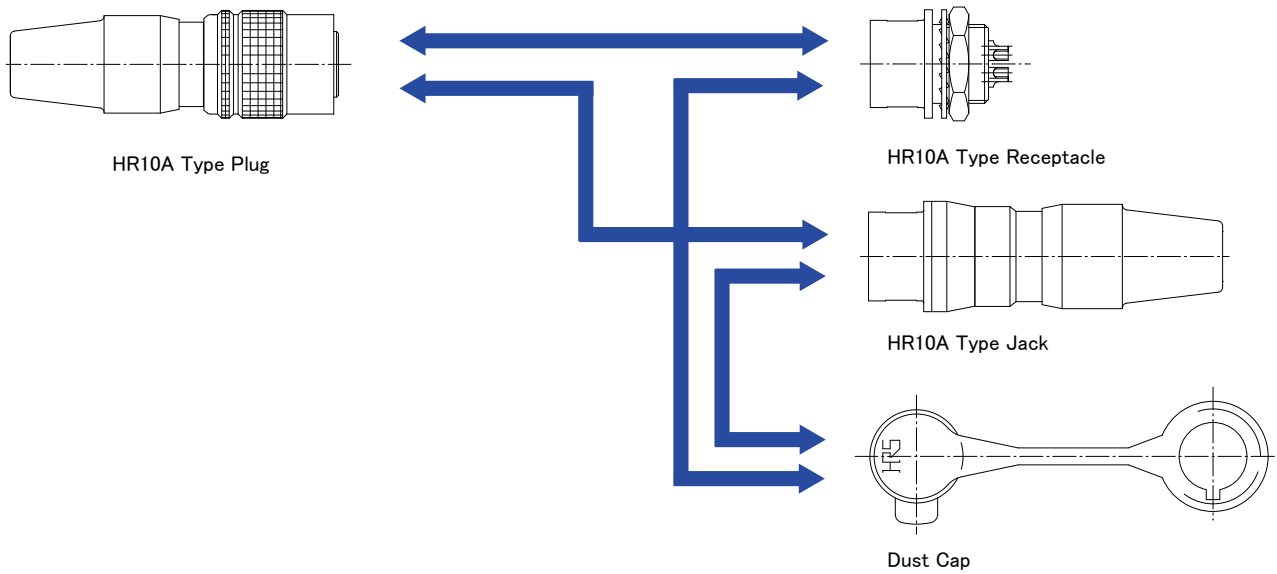 HR10A Type Plug
HR10A Type Receptacle
HR10A Type Jack
HRS
Dust Cap